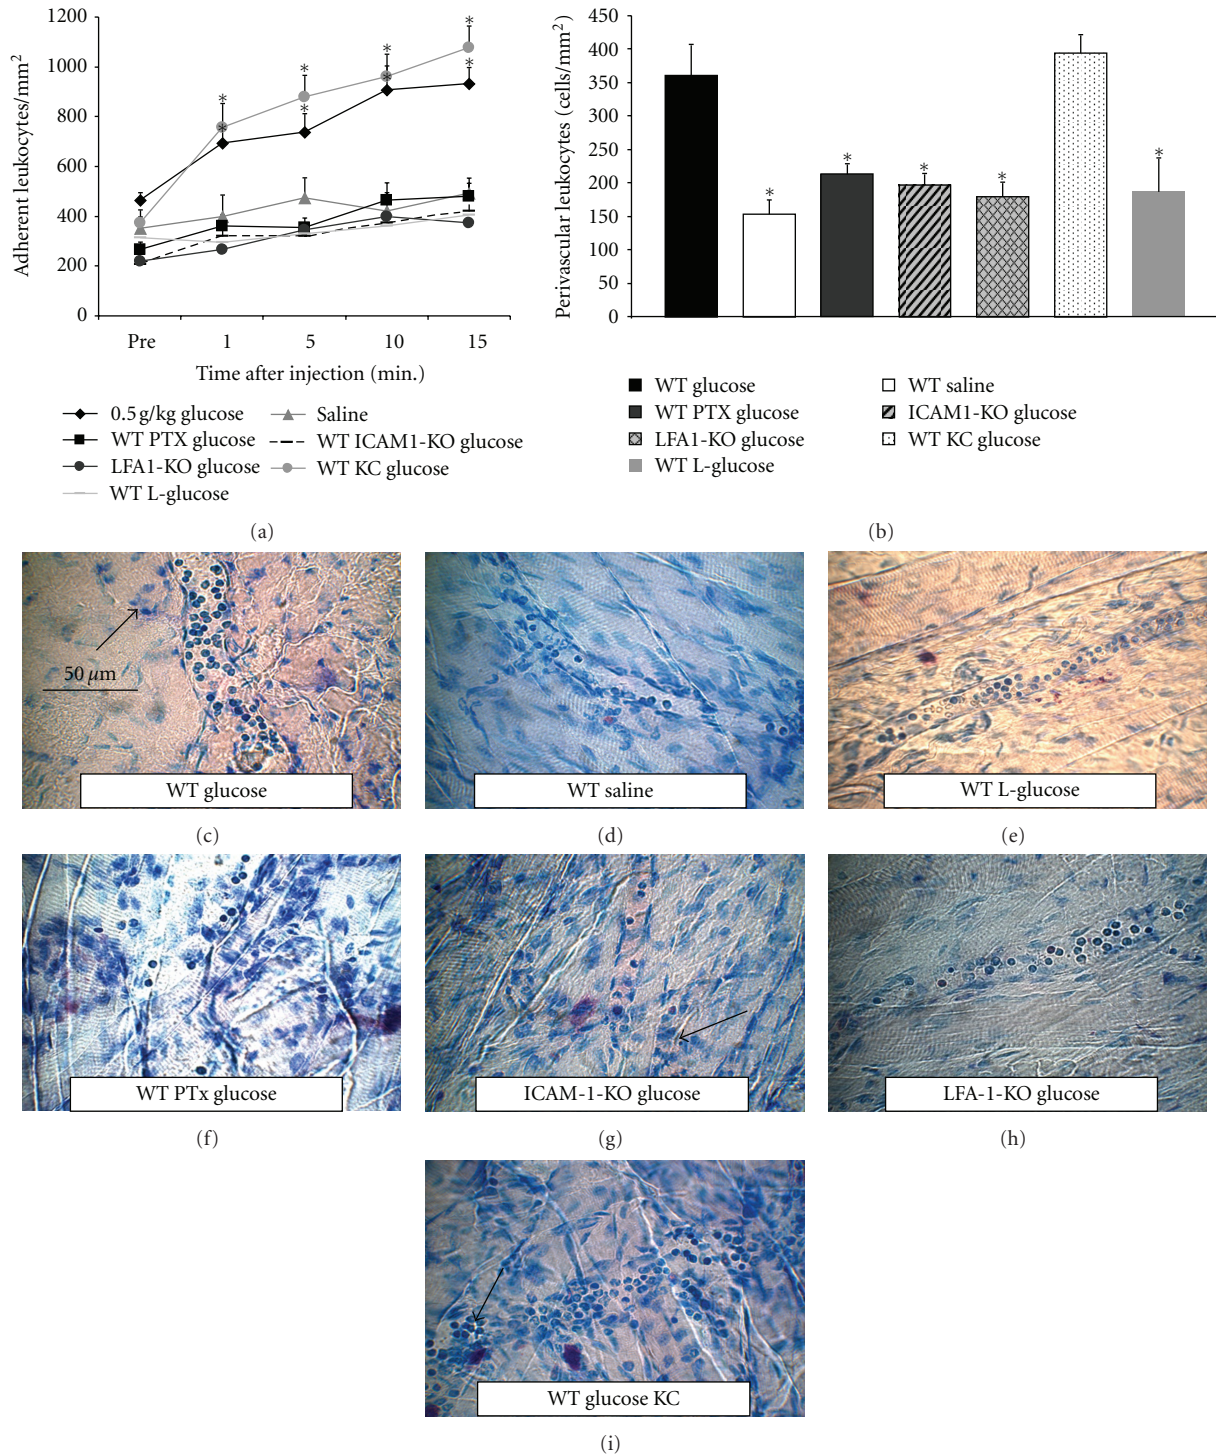 1200
1000
800
600
400
200
0
Adherent leukocytes/mm²
* * * * * * * *
Pre 1 5 10 15
Time after injection (min.)
0.5 g/kg glucose Saline
WT PTX glucose WT ICAM1-KO glucose
LFA1-KO glucose WT KC glucose
WT L-glucose
(a)
450
400
350
300
250
200
150
100
50
0
Perivascular leukocytes (cells/mm²)
* * * * *
WT glucose WT saline
WT PTX glucose ICAM1-KO glucose
LFA1-KO glucose WT KC glucose
WT L-glucose
(b)
50 µm
WT glucose
(c)
WT saline
(d)
WT L-glucose
(e)
WT PTx glucose
(f)
ICAM-1-KO glucose
(g)
LFA-1-KO glucose
(h)
WT glucose KC
(i)